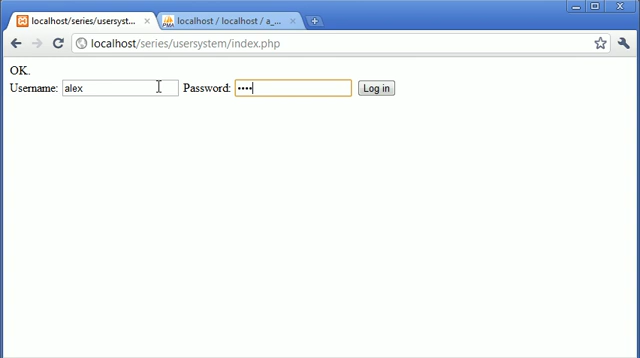 localhost/series/usersyst... localhost / localhost / a_...
localhost/series/usersystem/index.php
OK.
Username: alex Password: •••• Log in